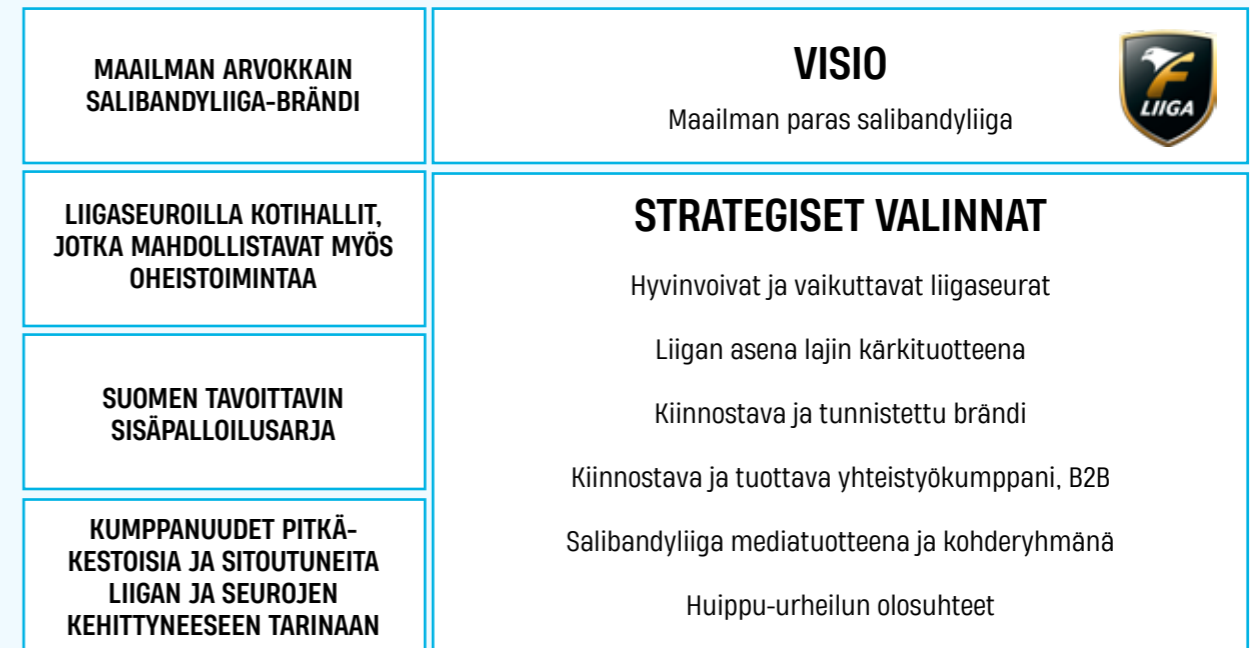 MAAILMAN ARVOKKAIN
SALIBANDYLIIGA-BRÄNDI
VISIO
Maailman paras salibandyliiga
F
LIIGA
LIIGASEUROILLA KOTIHALLIT,
JOTKA MAHDOLLISTAVAT MYÖS
OHEISTOIMINTAA
SUOMEN TAVOITTAVIN
SISÄPALLOILUSARJA
KUMPPANUUDET PITKÄ-
KESTOISIA JA SITOUTUNEITA
LIIGAN JA SEUROJEN
KEHITTYNEESEEN TARINAAN
STRATEGISET VALINNAT
Hyvinvoivat ja vaikuttavat liigaseurat
Liigan asena lajin kärkituotteena
Kiinnostava ja tunnistettu brändi
Kiinnostava ja tuottava yhteistyökumppani, B2B
Salibandyliiga mediatuotteena ja kohderyhmänä
Huippu-urheilun olosuhteet